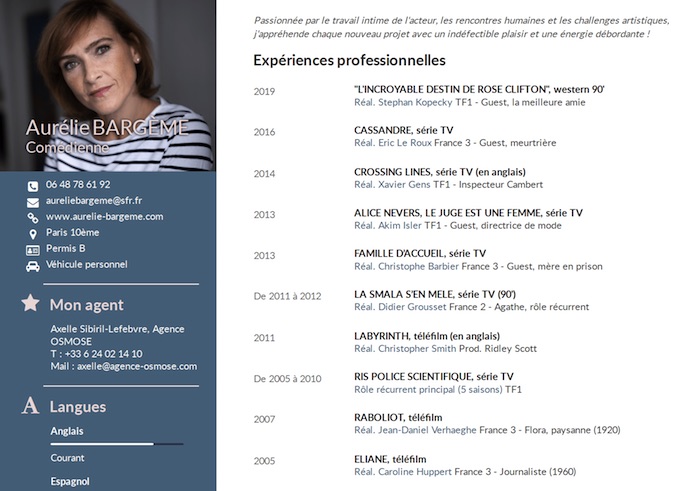 Aurélie BARGÈME
Comédienne
06 48 78 61 92
aureliebargeme@sfr.fr
www.aurelie-bargeme.com
Paris 10ème
Permis B
Véhicule personnel
Mon agent
Axelle Sibiril-Lefebvre, Agence
OSMOSE
T : +33 6 24 02 14 10
Mail : axelle@agence-osmose.com
A Langues
Anglais
Courant
Espagnol
Passionnée par le travail intime de l'acteur, les rencontres humaines et les challenges artistiques,
j'appréhende chaque nouveau projet avec un indéfectible plaisir et une énergie débordante !
Expériences professionnelles
2019
"L'INCROYABLE DESTIN DE ROSE CLIFTON", western 90'
Réal. Stephan Kopecky TF1 - Guest, la meilleure amie
2016
CASSANDRE, série TV
Réal. Eric Le Roux France 3 - Guest, meurtrière
2014
CROSSING LINES, série TV (en anglais)
Réal. Xavier Gens TF1 - Inspecteur Cambert
2013
ALICE NEVERS, LE JUGE EST UNE FEMME, série TV
Réal. Akim Isler TF1 - Guest, directrice de mode
2013
FAMILLE D'ACCUEIL, série TV
Réal. Christophe Barbier France 3 - Guest, mère en prison
De 2011 à 2012
LA SMALA S'EN MELE, série TV (90')
Réal. Didier Grousset France 2 - Agathe, rôle récurrent
2011
LABYRINTH, téléfilm (en anglais)
Réal. Christopher Smith Prod. Ridley Scott
De 2005 à 2010
RIS POLICE SCIENTIFIQUE, série TV
Rôle récurrent principal (5 saisons) TF1
2007
RABOLIOT, téléfilm
Réal. Jean-Daniel Verhaeghe France 3 - Flora, paysanne (1920)
2005
ELIANE, téléfilm
Réal. Caroline Huppert France 3 - Journaliste (1960)